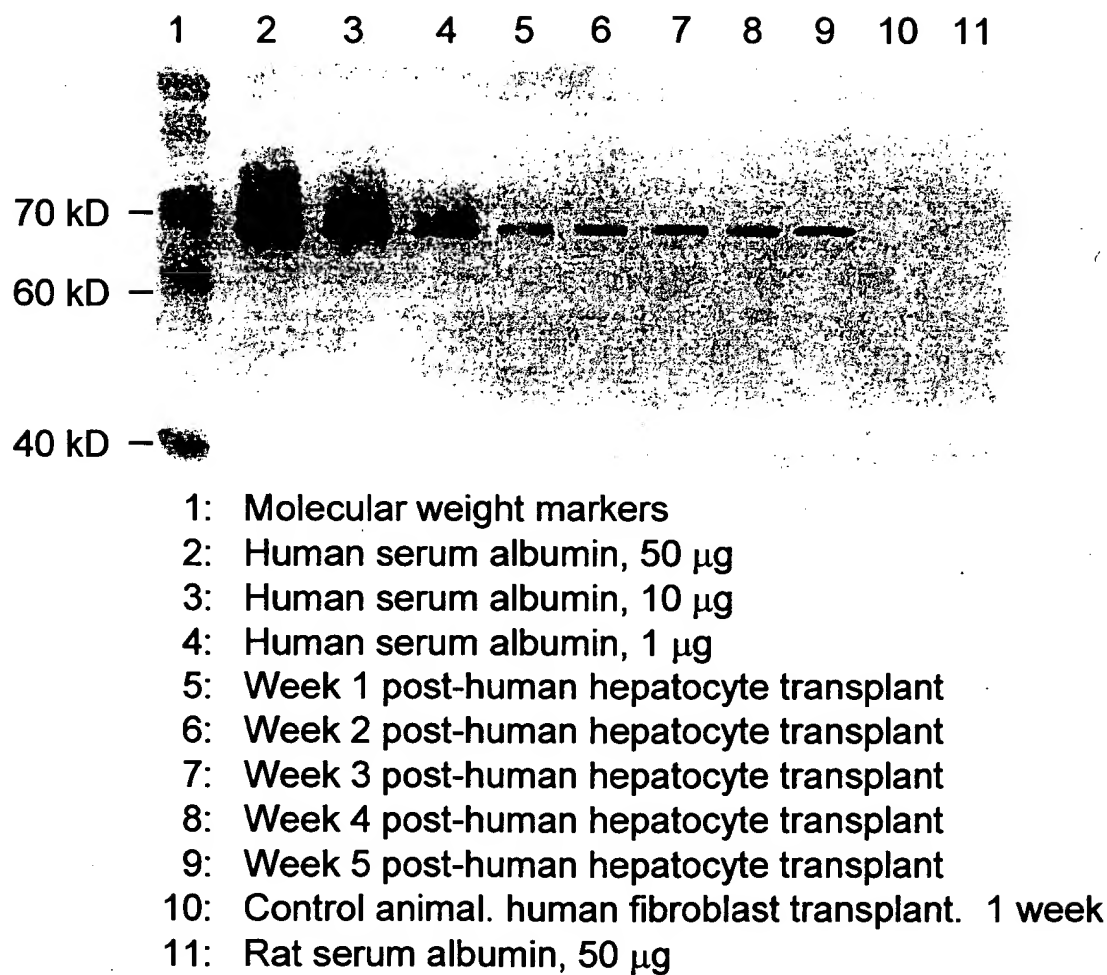 1 2 3 4 5 6 7 8 9 10 11
70 kD
60 kD
40 kD
1: Molecular weight markers
2: Human serum albumin, 50 μg
3: Human serum albumin, 10 μg
4: Human serum albumin, 1 μg
5: Week 1 post-human hepatocyte transplant
6: Week 2 post-human hepatocyte transplant
7: Week 3 post-human hepatocyte transplant
8: Week 4 post-human hepatocyte transplant
9: Week 5 post-human hepatocyte transplant
10: Control animal. human fibroblast transplant. 1 week
11: Rat serum albumin, 50 μg